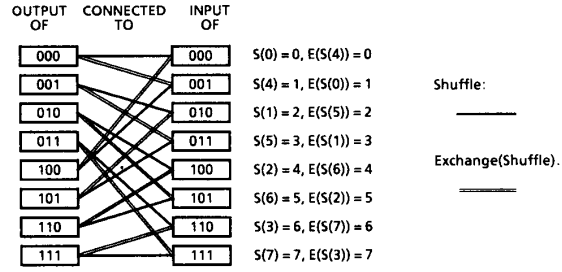 OUTPUT OF CONNECTED TO INPUT OF
000 000 S(0) = 0, E(S(4)) = 0
001 001 S(4) = 1, E(S(0)) = 1
010 010 S(1) = 2, E(S(5)) = 2
011 011 S(5) = 3, E(S(1)) = 3
100 100 S(2) = 4, E(S(6)) = 4
101 101 S(6) = 5, E(S(2)) = 5
110 110 S(3) = 6, E(S(7)) = 6
111 111 S(7) = 7, E(S(3)) = 7
Shuffle:
Exchange(Shuffle).